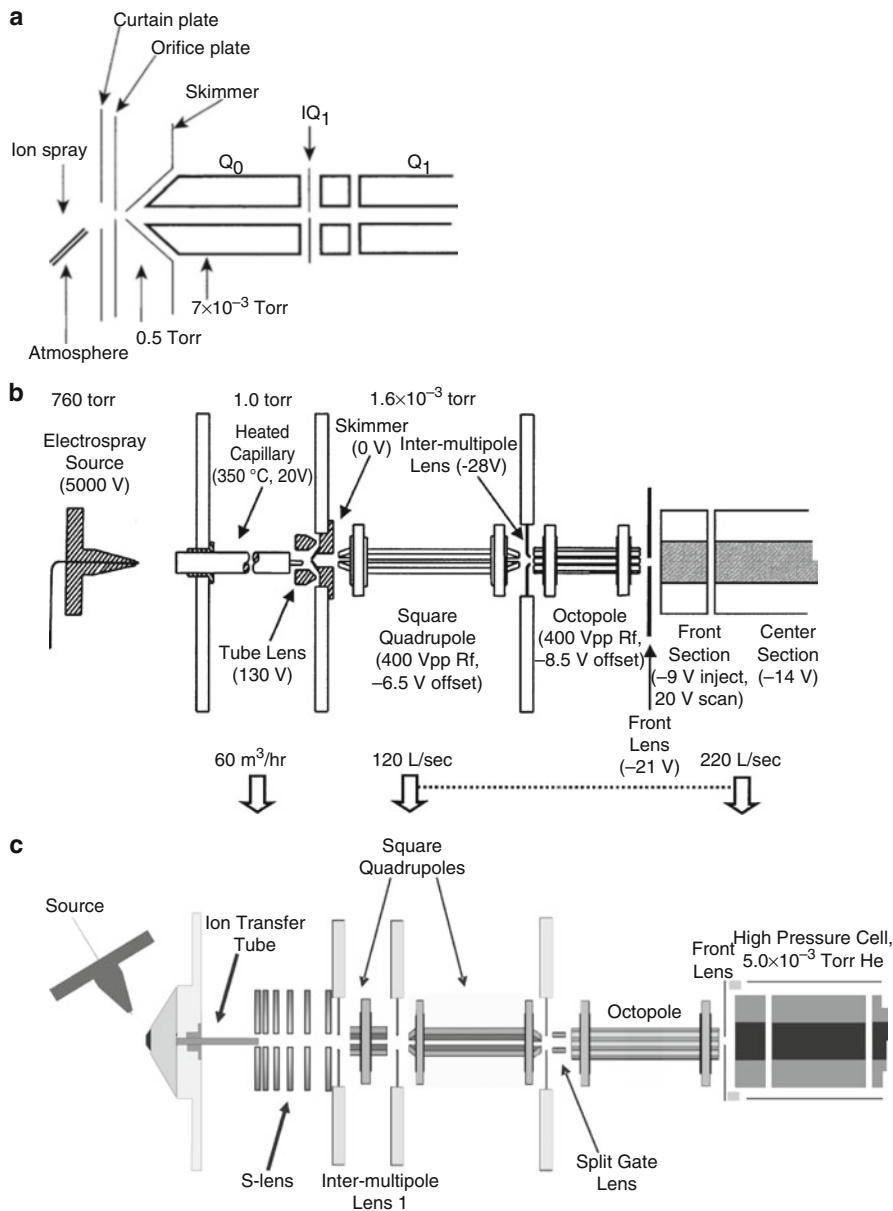 a
Curtain plate
Orifice plate
Skimmer
IQ1
Ion spray
Q0
Q1
7×10−3 Torr
0.5 Torr
Atmosphere
b
760 torr
1.0 torr
1.6×10−3 torr
Electrospray
Source
(5000 V)
Heated
Capillary
(350 °C, 20V)
Skimmer
(0 V)
Inter-multipole
Lens (-28V)
Tube Lens
(130 V)
Square
Quadrupole
(400 Vpp Rf,
–6.5 V offset)
Octopole
(400 Vpp Rf,
–8.5 V offset)
Front
Section
(–9 V inject,
20 V scan)
Center
Section
(–14 V)
Front
Lens
(–21 V)
60 m3/hr
120 L/sec
220 L/sec
c
Square
Quadrupoles
Source
Ion Transfer
Tube
Front
Lens
High Pressure Cell,
5.0×10−3 Torr He
Octopole
S-lens
Inter-multipole
Lens 1
Split Gate
Lens